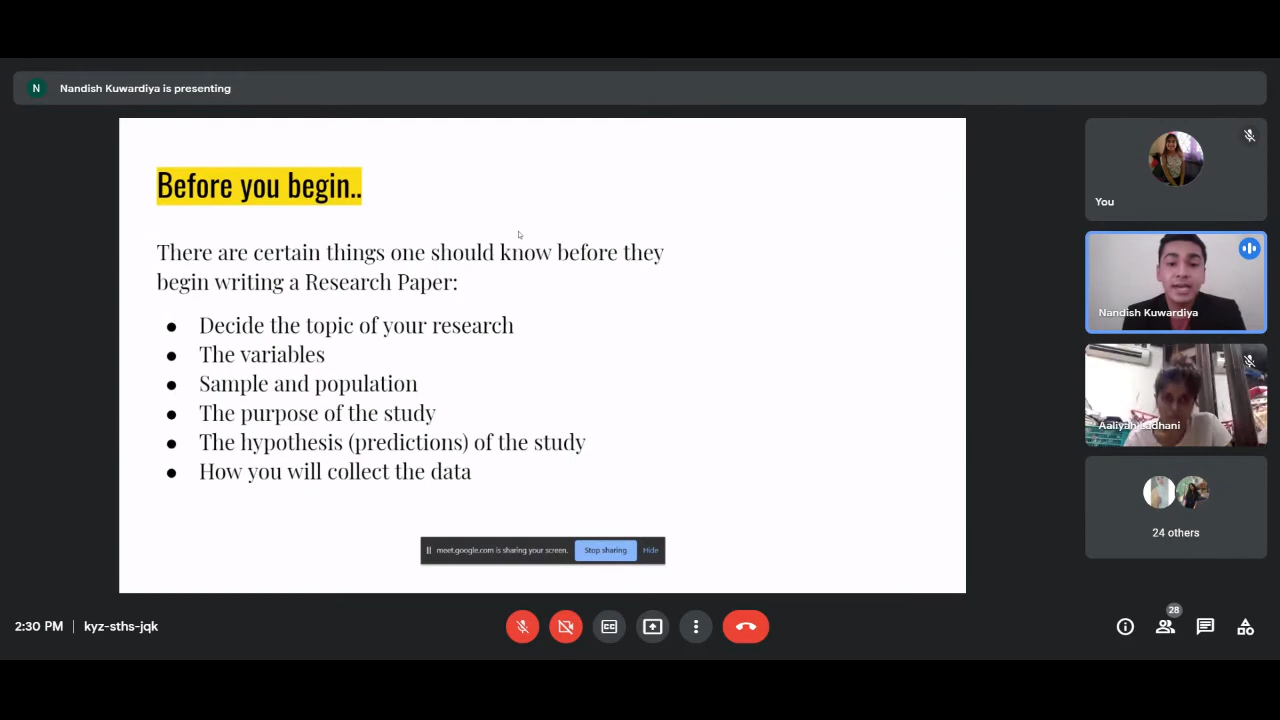 N Nandish Kuwardiya is presenting
Before you begin..
There are certain things one should know before they
begin writing a Research Paper:
● Decide the topic of your research
● The variables
● Sample and population
● The purpose of the study
● The hypothesis (predictions) of the study
● How you will collect the data
meet.google.com is sharing your screen. Stop sharing Hide
You
Nandish Kuwardiya
Aaliyah Ladhani
24 others
2:30 PM | kyz-sths-jqk
28